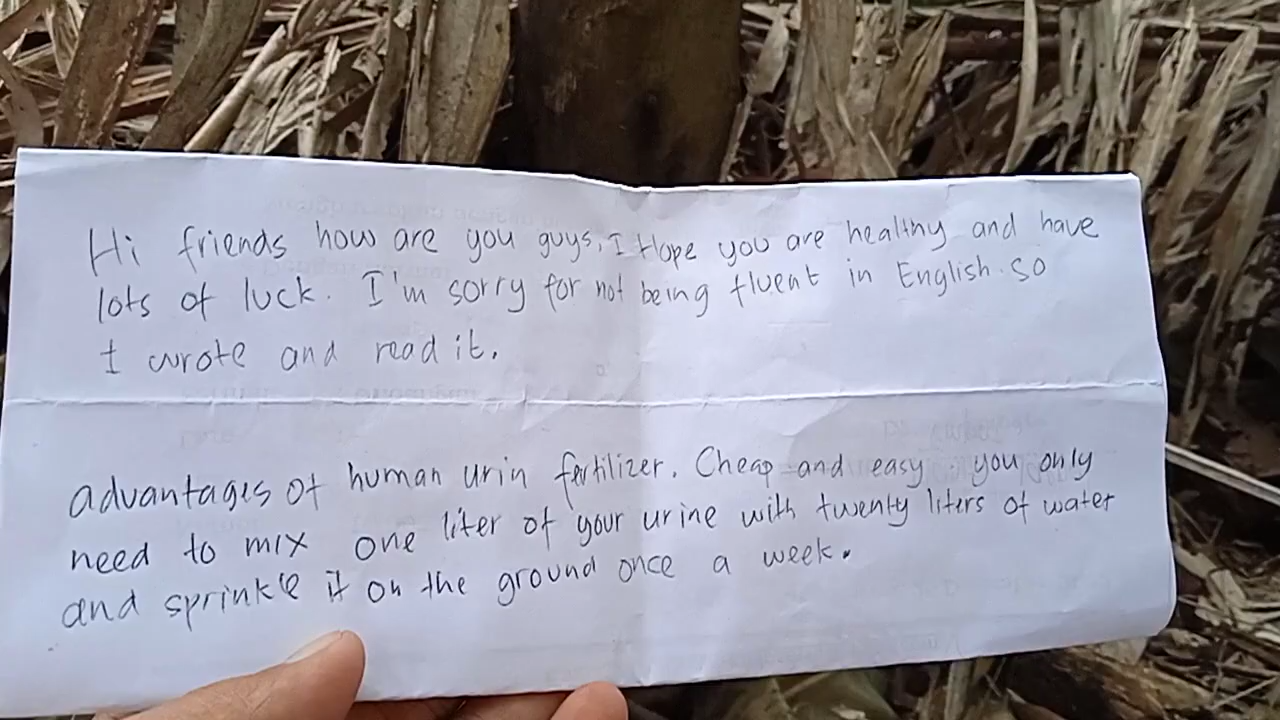 Hi friends how are you guys, I Hope you are healthy and have
lots of luck. I'm sorry for not being fluent in English. so
I wrote and read it.
advantages of human urin fertilizer. Cheap and easy. you only
need to mix one liter of your urine with twenty liters of water
and sprinkle it on the ground once a week.